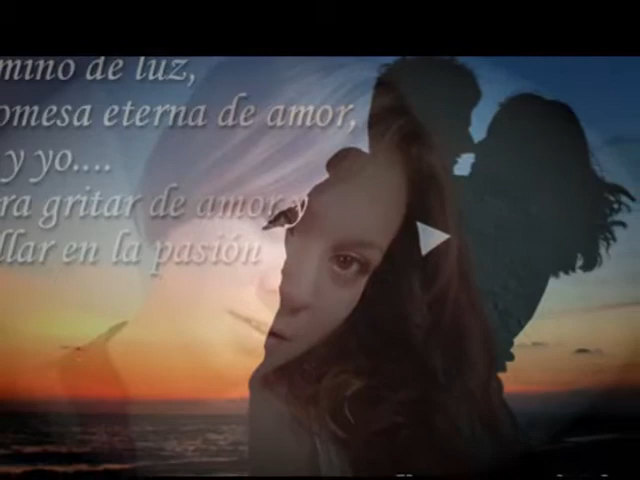 mino de luz,
omesa eterna de amor,
y yo....
ra gritar de amor y
llar en la pasión